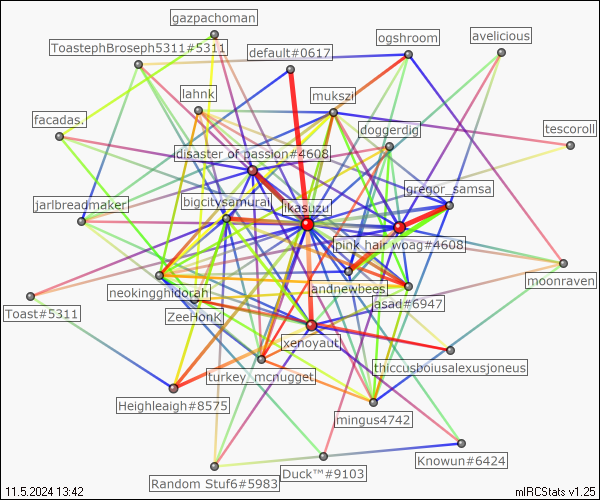 gazpachoman
ToastephBroseph5311#5311
default#0617
ogshroom
avelicious
lahnk
mukszi
facadas.
doggerdig
tescoroll
disaster of passion#4608
gregor_samsa
jarlbreadmaker
bigcitysamurai
ikasuzu
pink hair woag#4608
moonraven
neokingghidorah
landnewbees
asad#6947
Toast#5311
ZeeHonK
xenoyaut
thiccusboiusalexusjoneus
turkey_mcnugget
Heighleigh#8575
mingus4742
Knowun#6424
Duck™#9103
Random Stuf6#5983
11.5.2024 13:42
mIRCStats v1.25